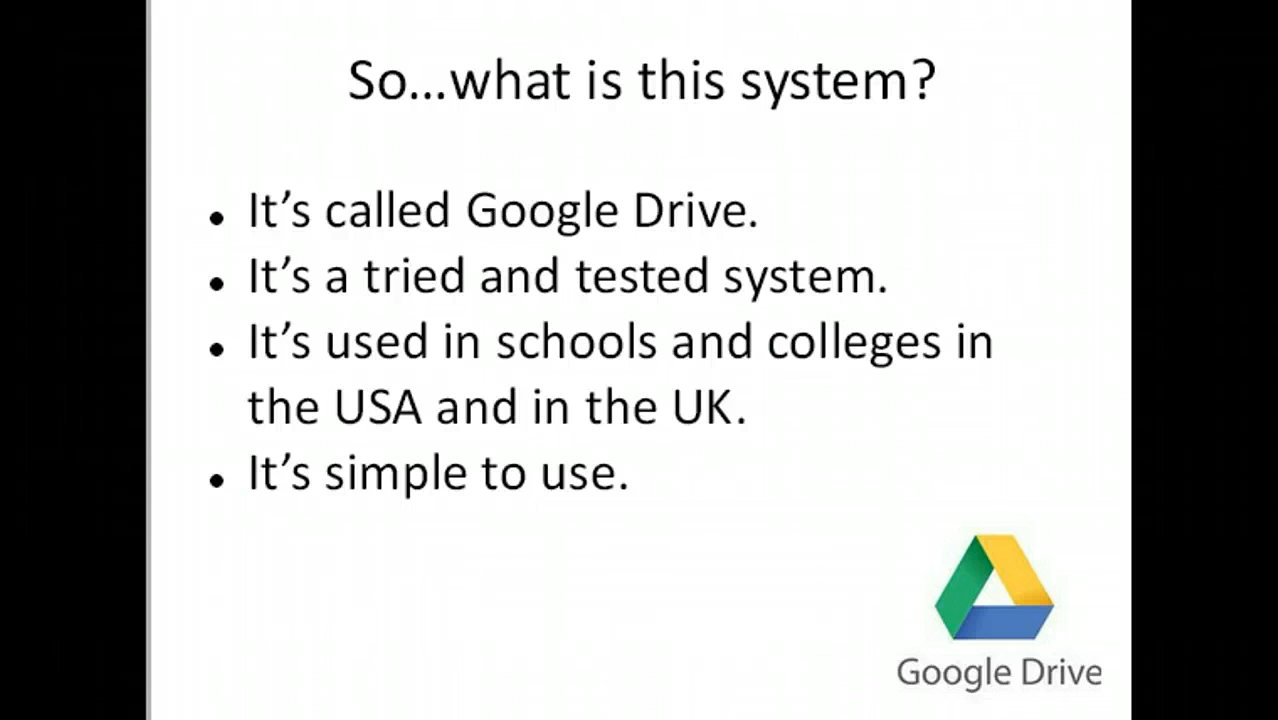 So...what is this system?
• It’s called Google Drive.
• It’s a tried and tested system.
• It’s used in schools and colleges in
the USA and in the UK.
• It’s simple to use.
Google Drive